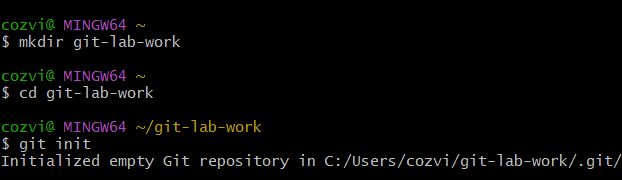 cozvi@ MINGW64 ~
$ mkdir git-lab-work
cozvi@ MINGW64 ~
$ cd git-lab-work
cozvi@ MINGW64 ~/git-lab-work
$ git init
Initialized empty Git repository in C:/Users/cozvi/git-lab-work/.git/